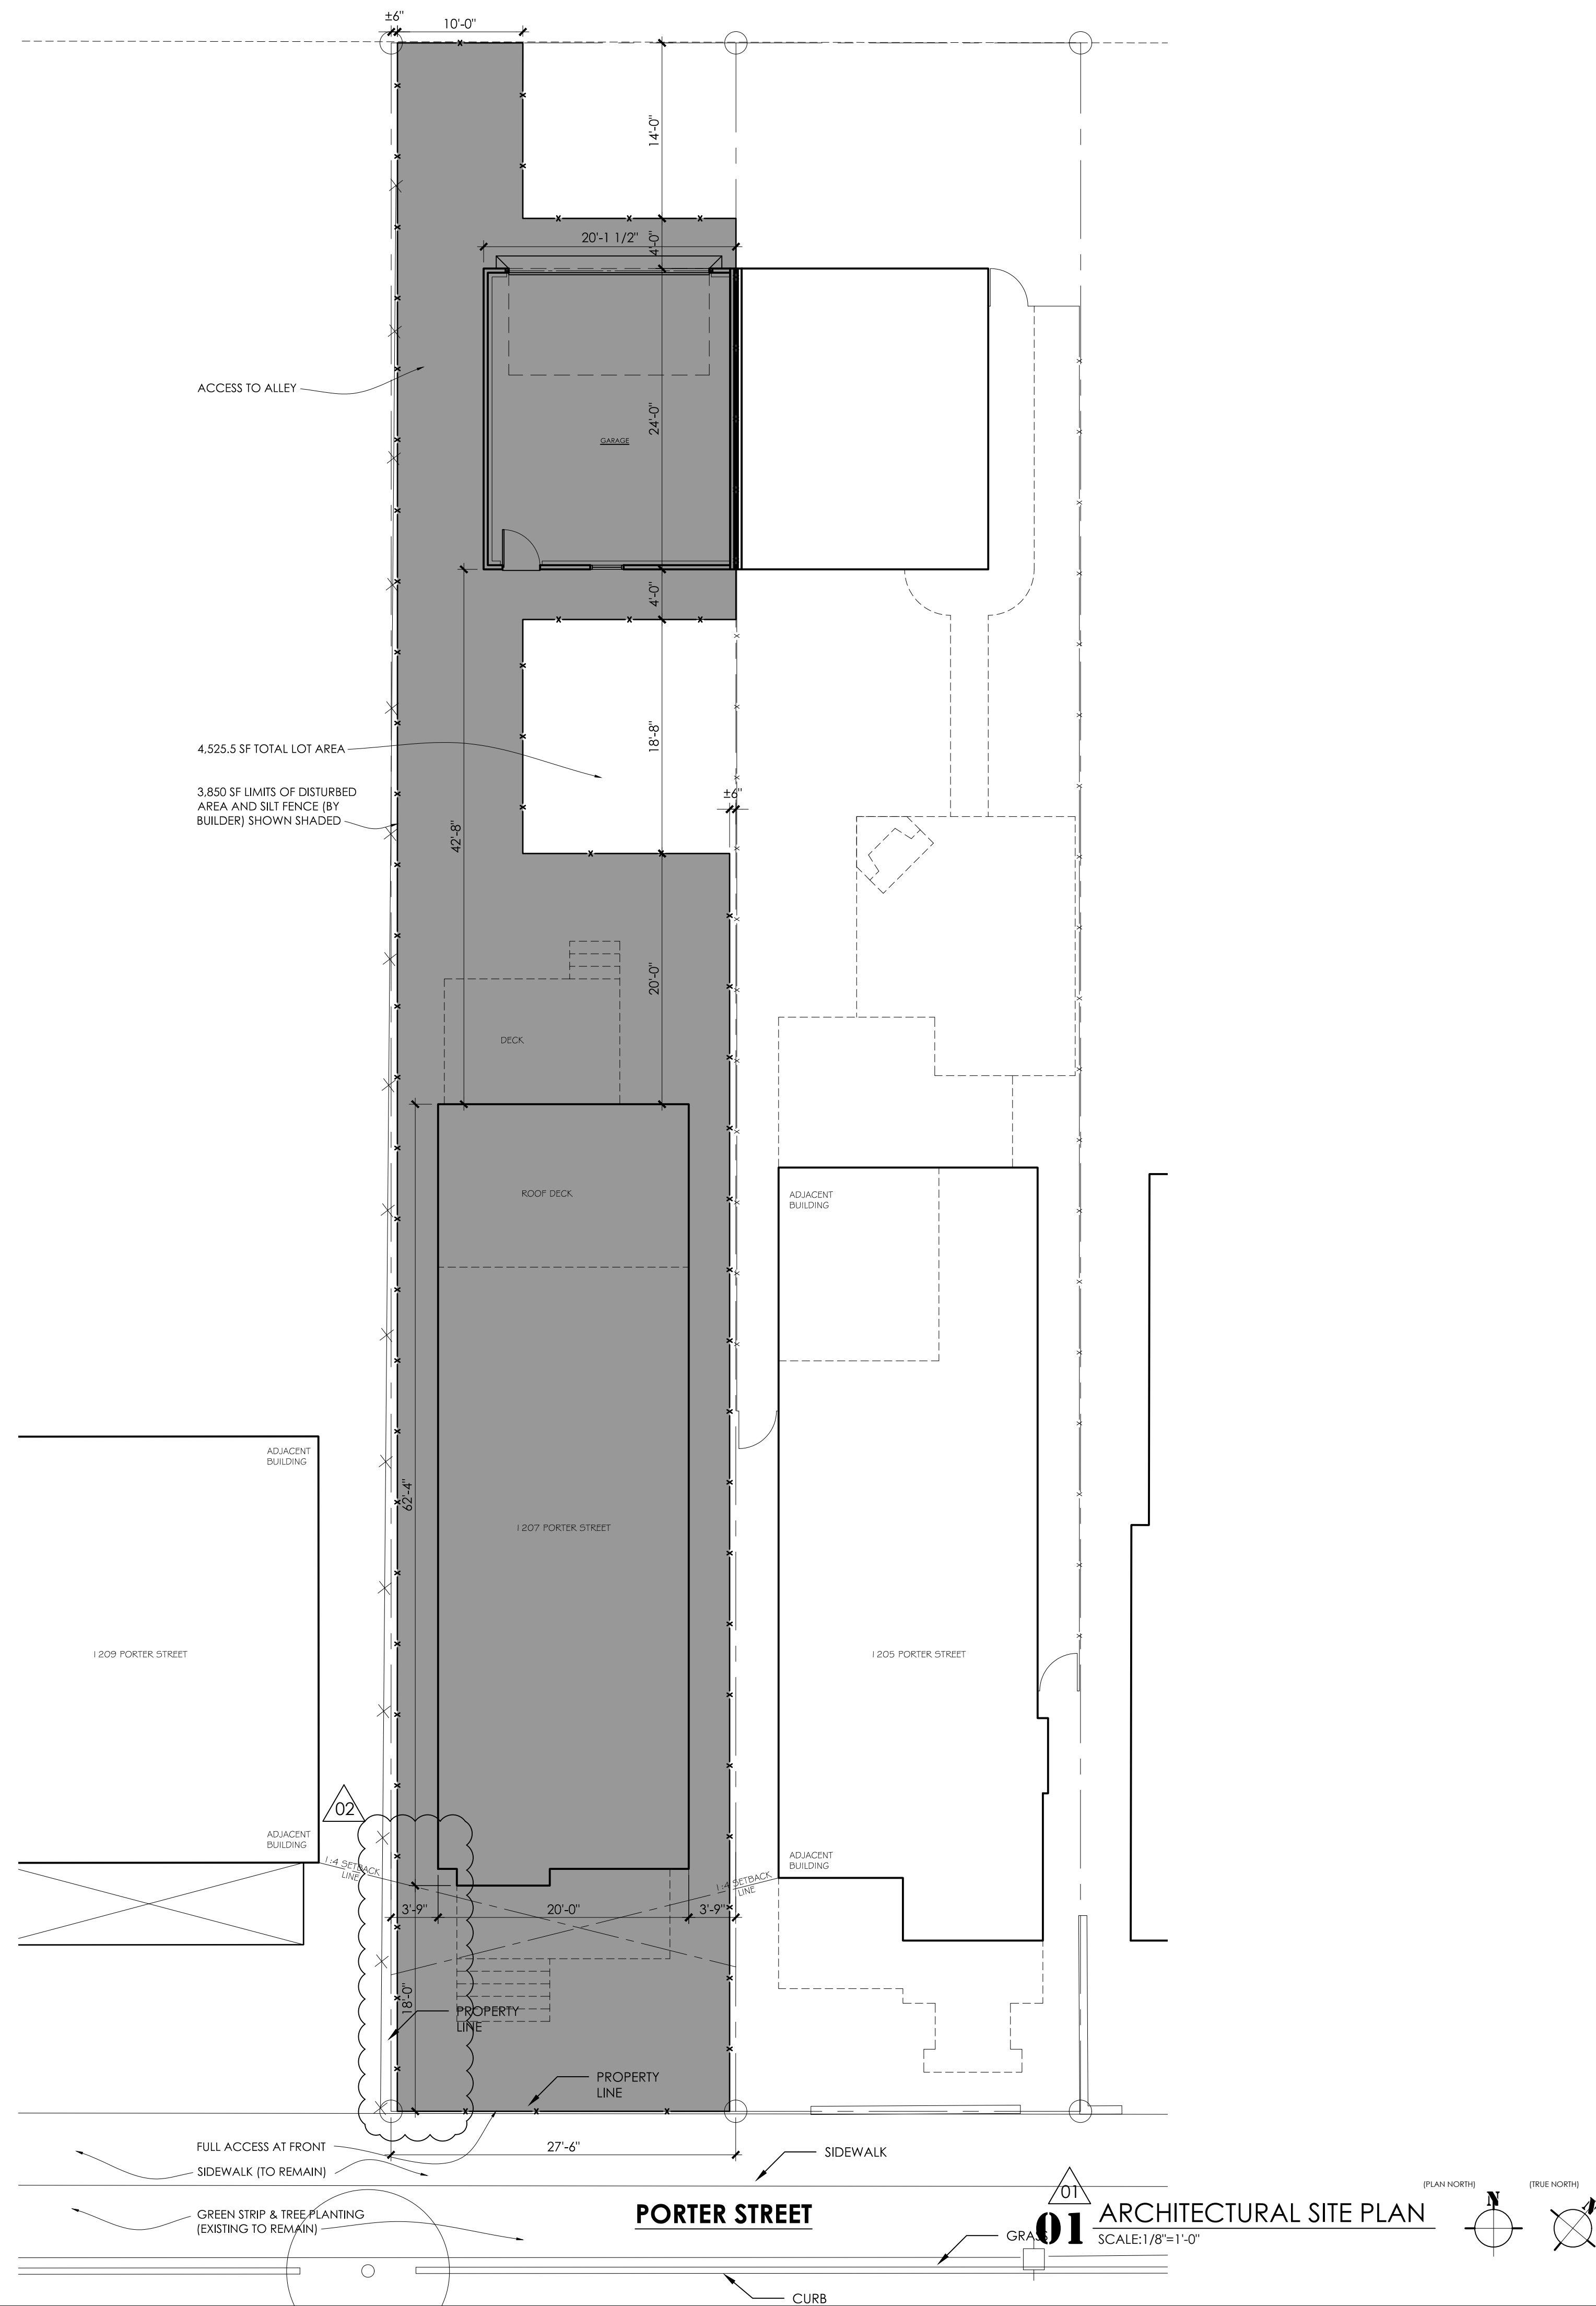 ±6"
10'-0"
14'-0"
20'-1 1/2"
4'-0"
ACCESS TO ALLEY
24'-0"
GARAGE
4'-0"
4,525.5 SF TOTAL LOT AREA
18'-8"
3,850 SF LIMITS OF DISTURBED
AREA AND SILT FENCE (BY
BUILDER) SHOWN SHADED
±6"
42'-8"
20'-0"
DECK
ROOF DECK
ADJACENT
BUILDING
ADJACENT
BUILDING
62'-4"
1207 PORTER STREET
1209 PORTER STREET
1205 PORTER STREET
02
ADJACENT
BUILDING
ADJACENT
BUILDING
1:4 SETBACK
LINE
1:4 SETBACK
LINE
3'-9"
20'-0"
3'-9"
18'-0"
PROPERTY
LINE
PROPERTY
LINE
FULL ACCESS AT FRONT
27'-6"
SIDEWALK
SIDEWALK (TO REMAIN)
GREEN STRIP & TREE PLANTING
(EXISTING TO REMAIN)
PORTER STREET
GRASS
CURB
01
01
ARCHITECTURAL SITE PLAN
SCALE:1/8"=1'-0"
(PLAN NORTH)
N
(TRUE NORTH)
N